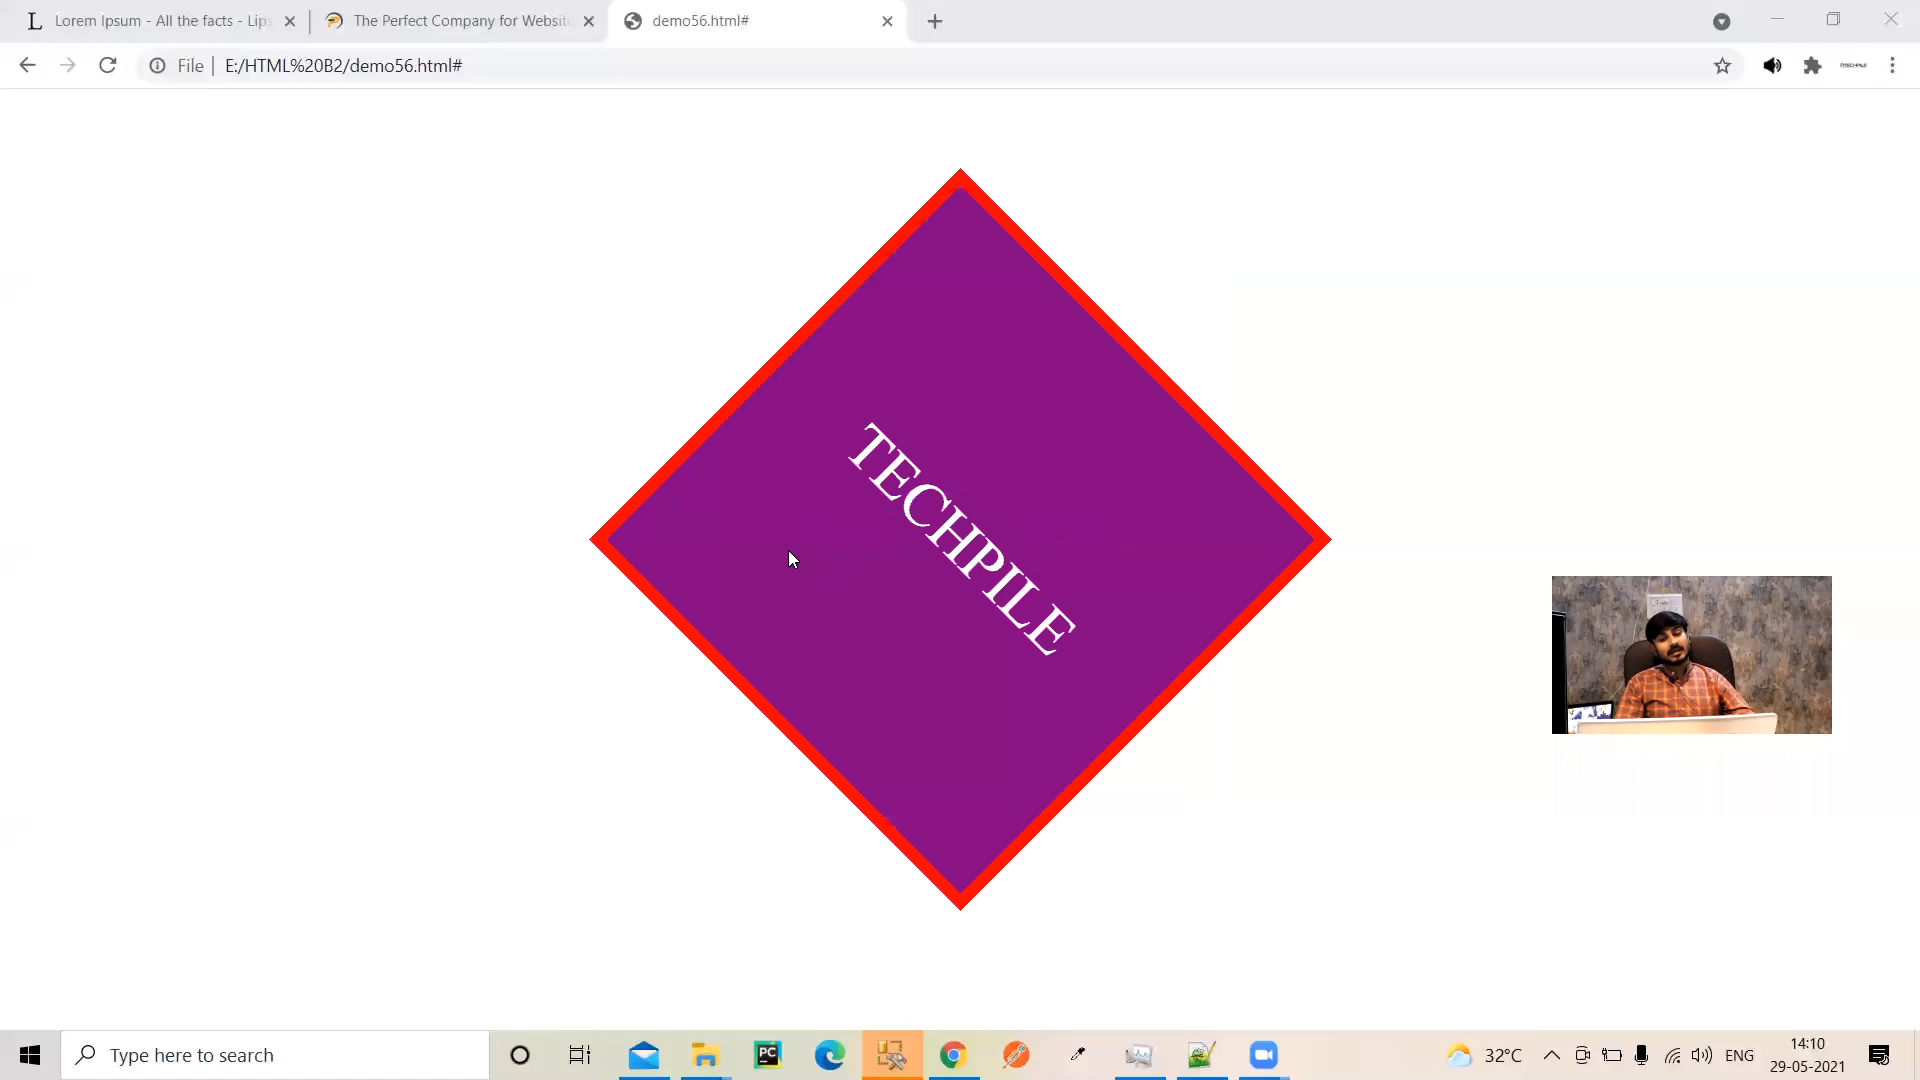 Lorem Ipsum - All the facts - Lips
The Perfect Company for Websit
demo56.html#
File
E:/HTML%20B2/demo56.html#
TECHPILE
Type here to search
PC
32°C
ENG
14:10
29-05-2021